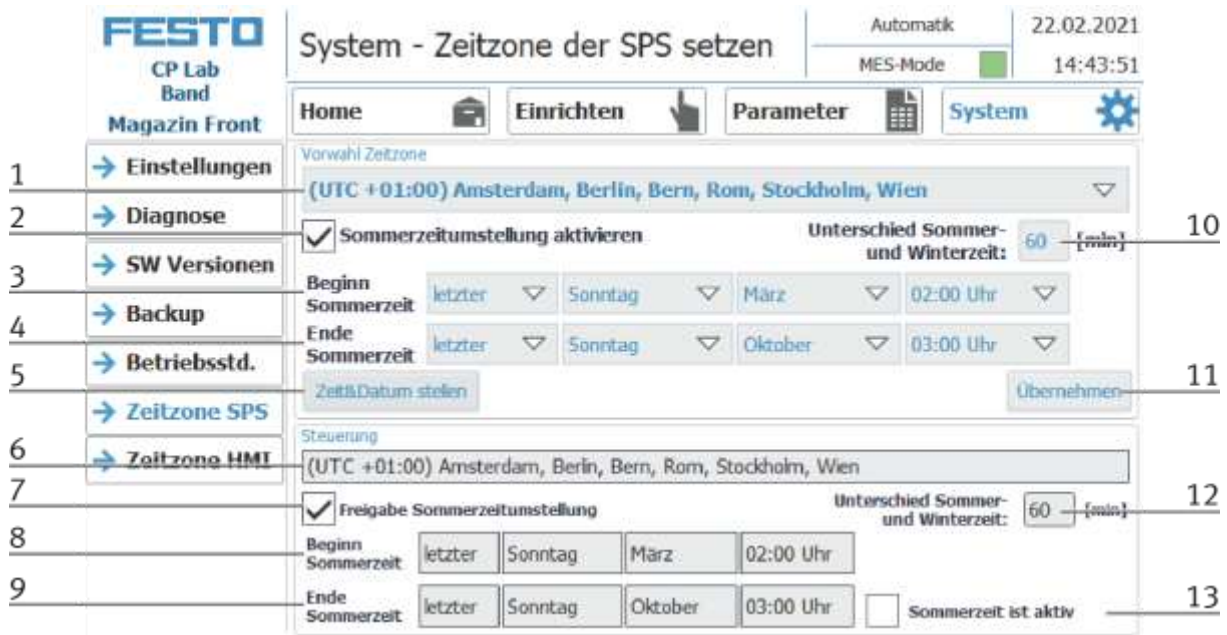 FESTO
CP Lab
Band
Magazin Front
System - Zeitzone der SPS setzen
Automatik
MES-Mode
22.02.2021
14:43:51
Home
Einrichten
Parameter
System
Einstellungen
Diagnose
SW Versionen
Backup
Betriebsstd.
Zeitzone SPS
Zeitzone HMI
1
2
3
4
5
6
7
8
9
Vorwahl Zeitzone
(UTC +01:00) Amsterdam, Berlin, Bern, Rom, Stockholm, Wien
Sommerzeitumstellung aktivieren
Unterschied Sommer-
und Winterzeit:
60 [min]
10
Beginn
Sommerzeit
letzter Sonntag März 02:00 Uhr
Ende
Sommerzeit
letzter Sonntag Oktober 03:00 Uhr
Zeit&Datum stellen
Übernehmen
11
Steuerung
(UTC +01:00) Amsterdam, Berlin, Bern, Rom, Stockholm, Wien
Freigabe Sommerzeitumstellung
Unterschied Sommer-
und Winterzeit:
60 [min]
12
Beginn
Sommerzeit
letzter Sonntag März 02:00 Uhr
Ende
Sommerzeit
letzter Sonntag Oktober 03:00 Uhr
Sommerzeit ist aktiv
13